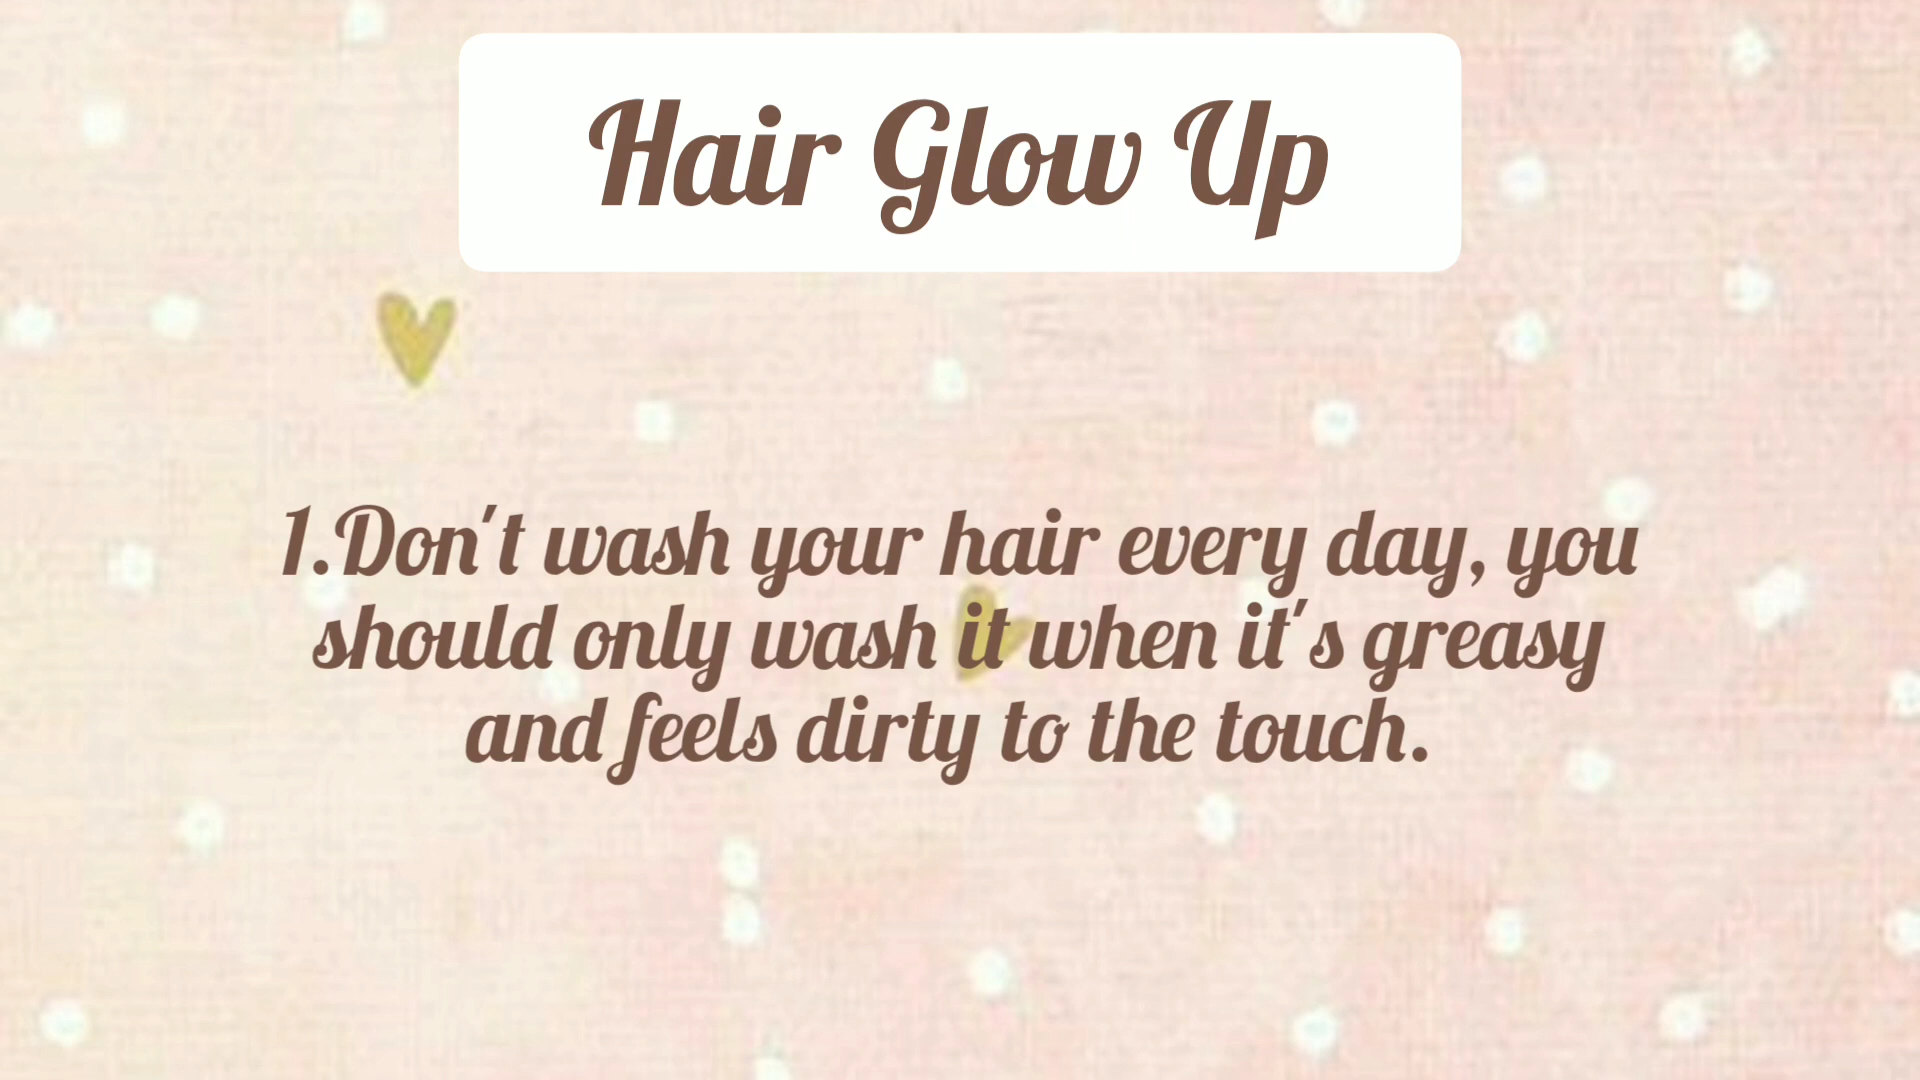 Hair Glow Up
1.Don't wash your hair every day, you
should only wash it when it's greasy
and feels dirty to the touch.